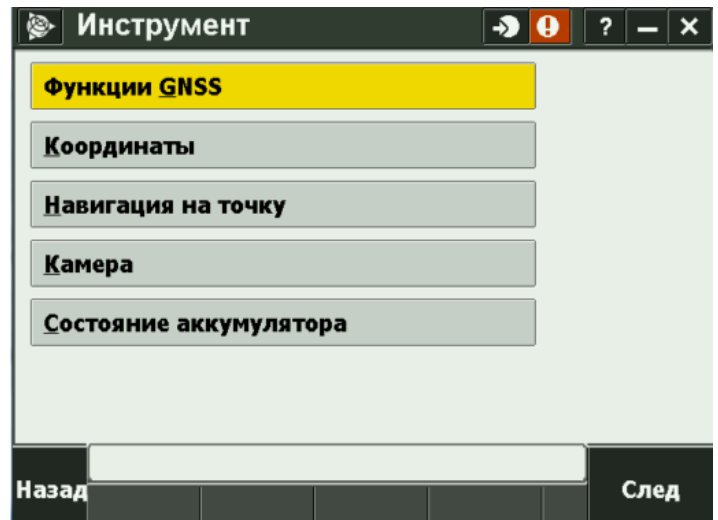 Инструмент
?
Функции GNSS
Координаты
Навигация на точку
Камера
Состояние аккумулятора
Назад
След